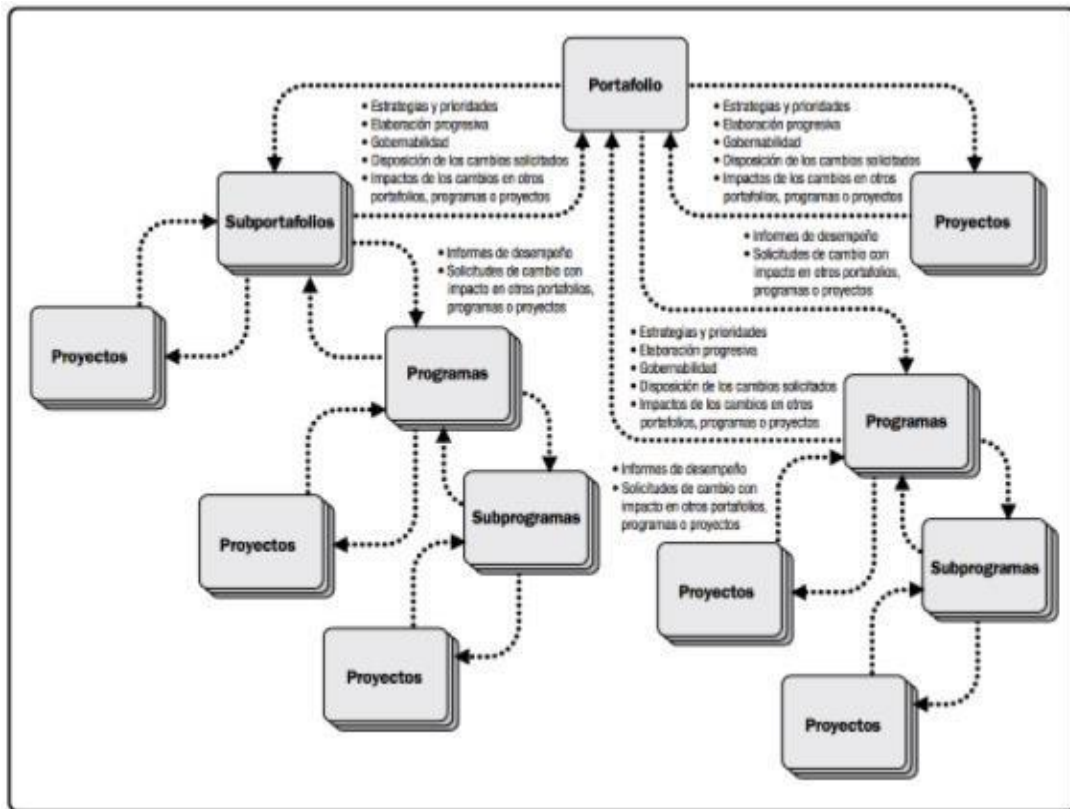 Portafolio
• Estrategias y prioridades
• Elaboración progresiva
• Gobernabilidad
• Disposición de los cambios solicitados
• Impactos de los cambios en otros
portafolios, programas o proyectos
• Estrategias y prioridades
• Elaboración progresiva
• Gobernabilidad
• Disposición de los cambios solicitados
• Impactos de los cambios en otros
portafolios, programas o proyectos
Subportafolios
Proyectos
• Informes de desempeño
• Solicitudes de cambio con
impacto en otros portafolios,
programas o proyectos
• Informes de desempeño
• Solicitudes de cambio con
impacto en otros portafolios,
programas o proyectos
Proyectos
Programas
• Estrategias y prioridades
• Elaboración progresiva
• Gobernabilidad
• Disposición de los cambios solicitados
• Impactos de los cambios en otros
portafolios, programas o proyectos
Programas
• Informes de desempeño
• Solicitudes de cambio con
impacto en otros portafolios,
programas o proyectos
Subprogramas
Proyectos
Subprogramas
Proyectos
Proyectos
Proyectos